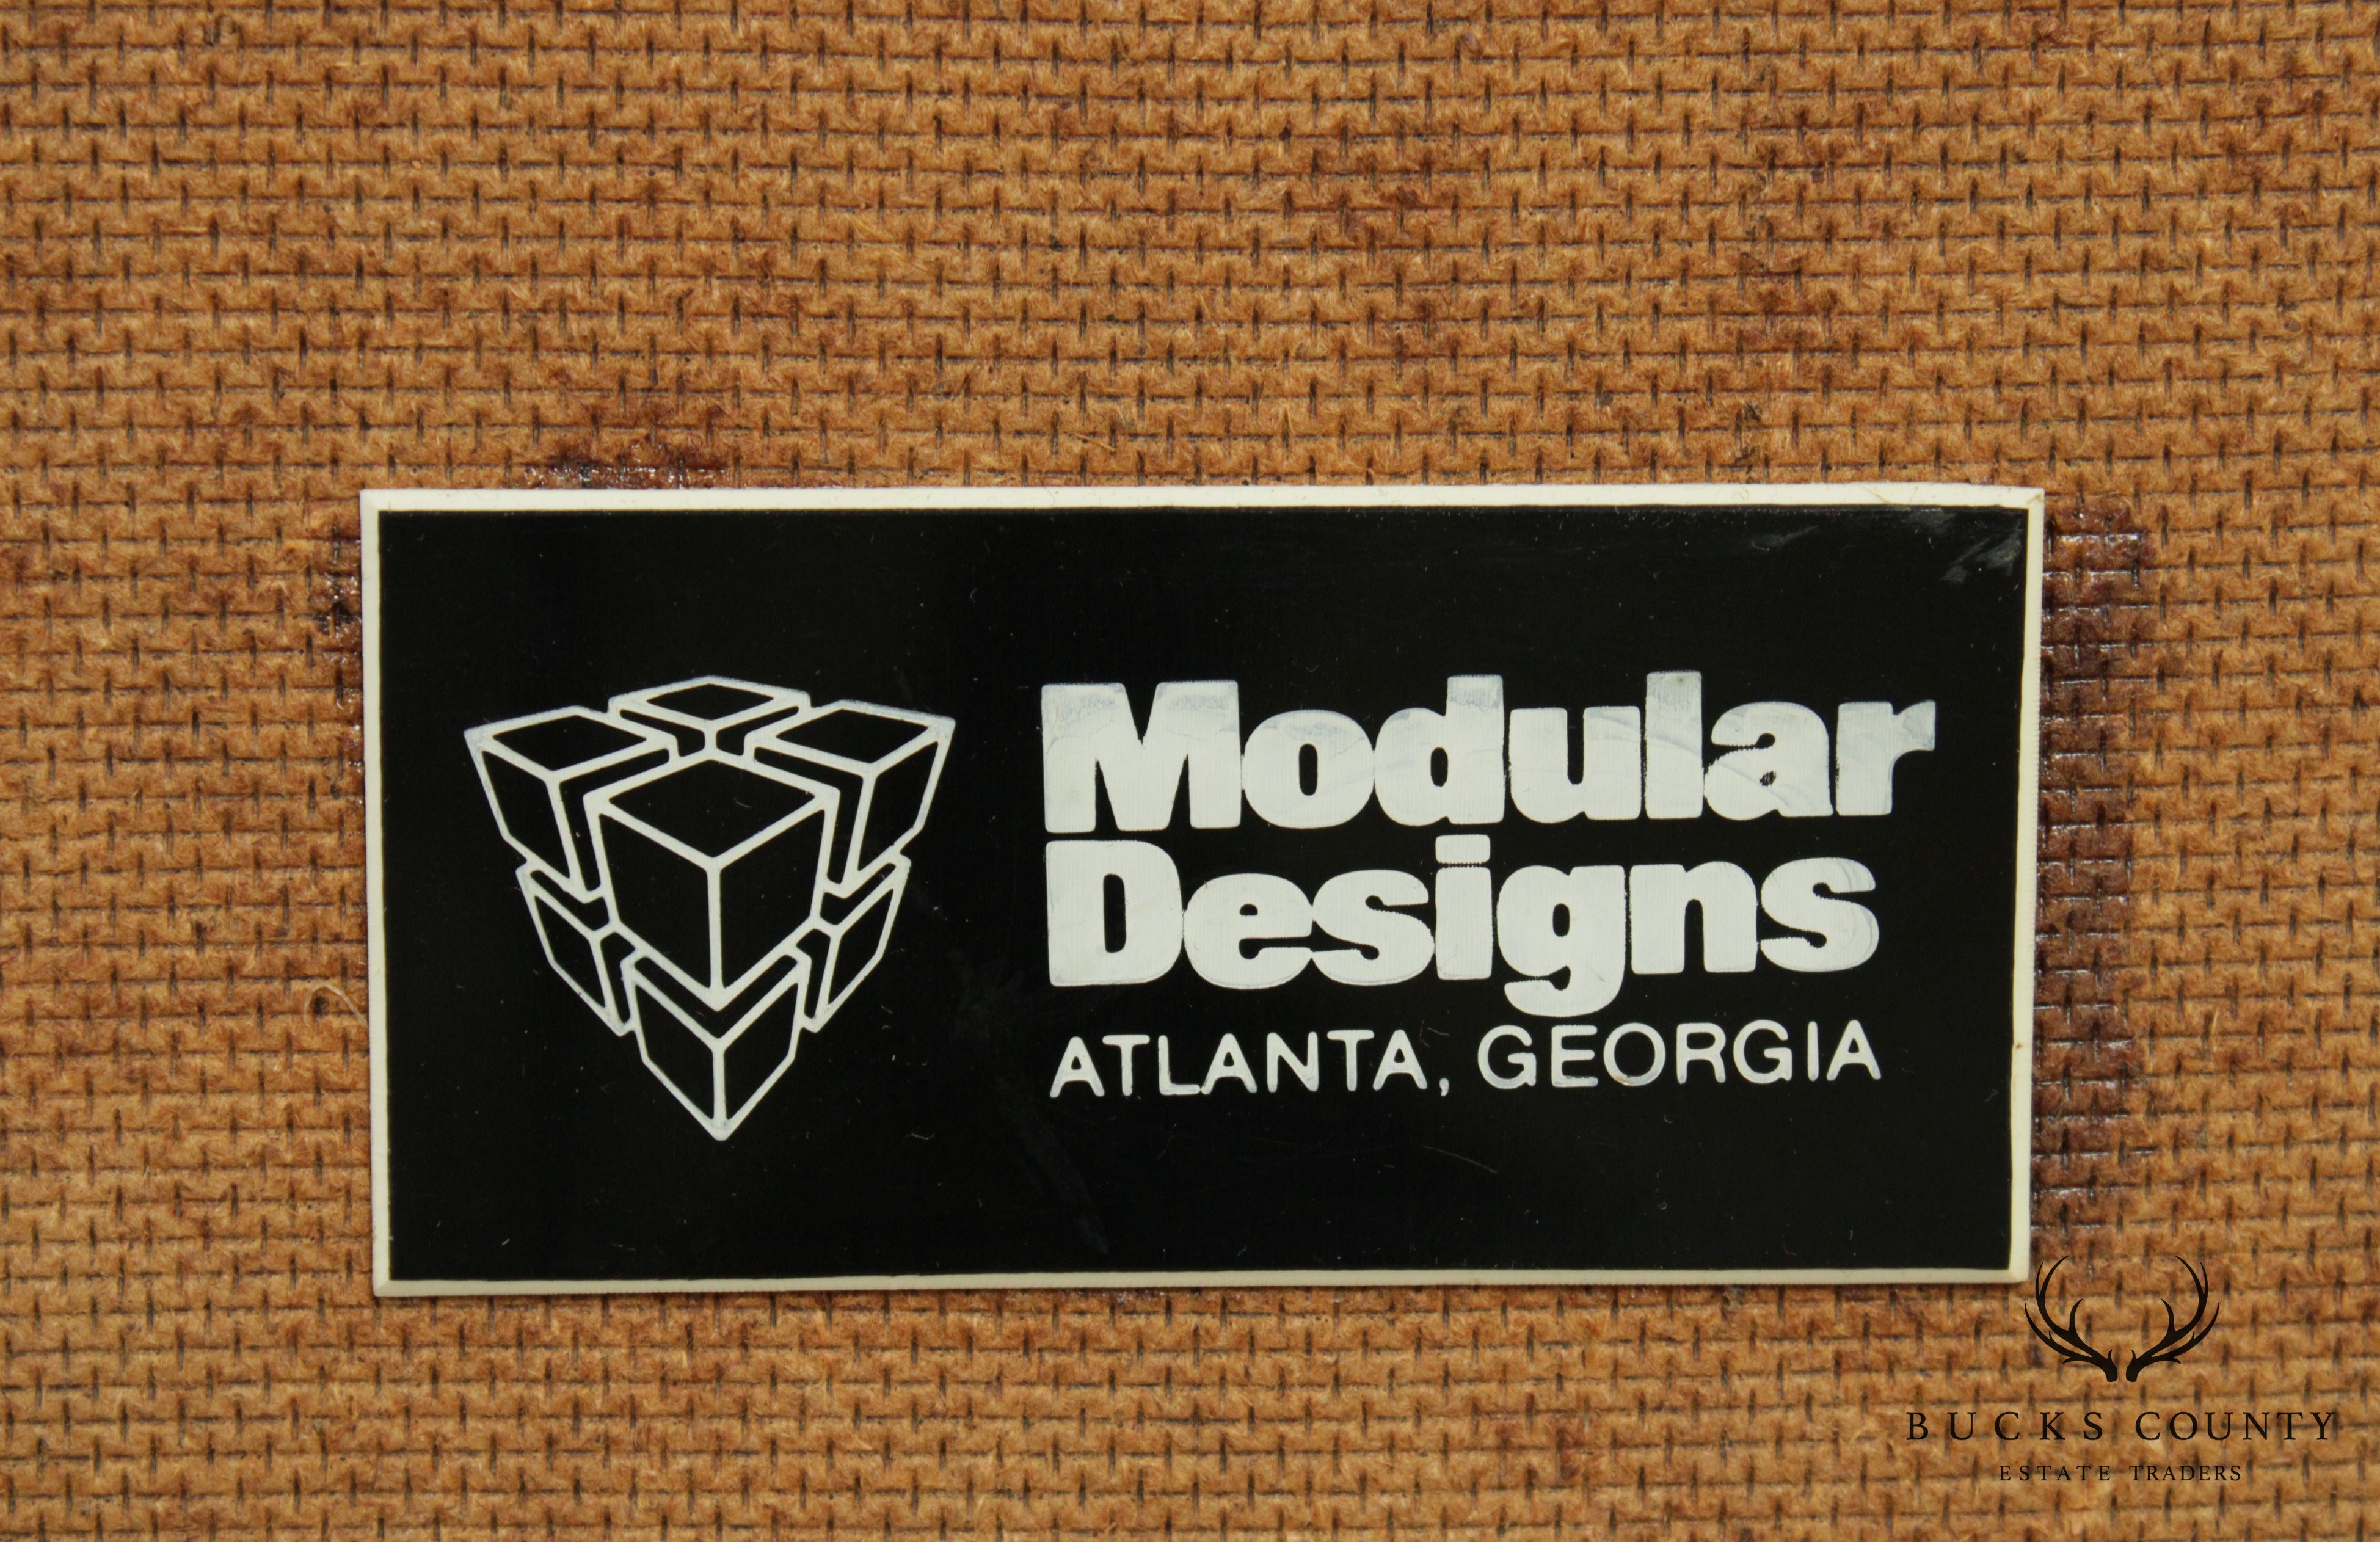 Modular
Designs
ATLANTA, GEORGIA
BUCKS COUNTY
ESTATE TRADERS